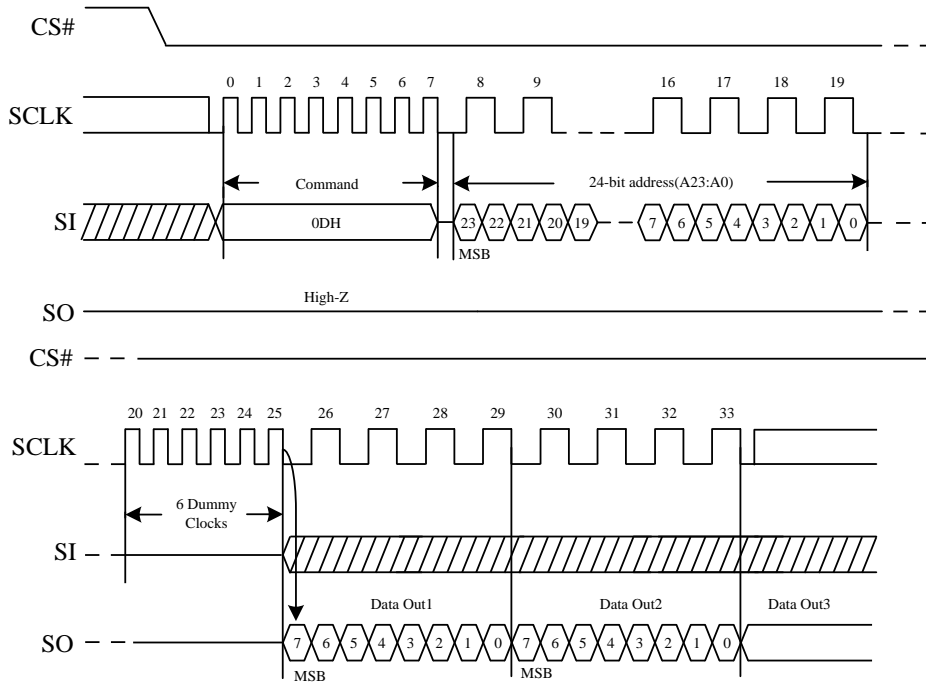 CS#
0 1 2 3 4 5 6 7 8 9 16 17 18 19
SCLK
Command 24-bit address(A23:A0)
SI 0DH 23 22 21 20 19 7 6 5 4 3 2 1 0
MSB
High-Z
SO
CS#
20 21 22 23 24 25 26 27 28 29 30 31 32 33
SCLK
6 Dummy
Clocks
SI
Data Out1 Data Out2 Data Out3
SO 7 6 5 4 3 2 1 0 7 6 5 4 3 2 1 0
MSB MSB